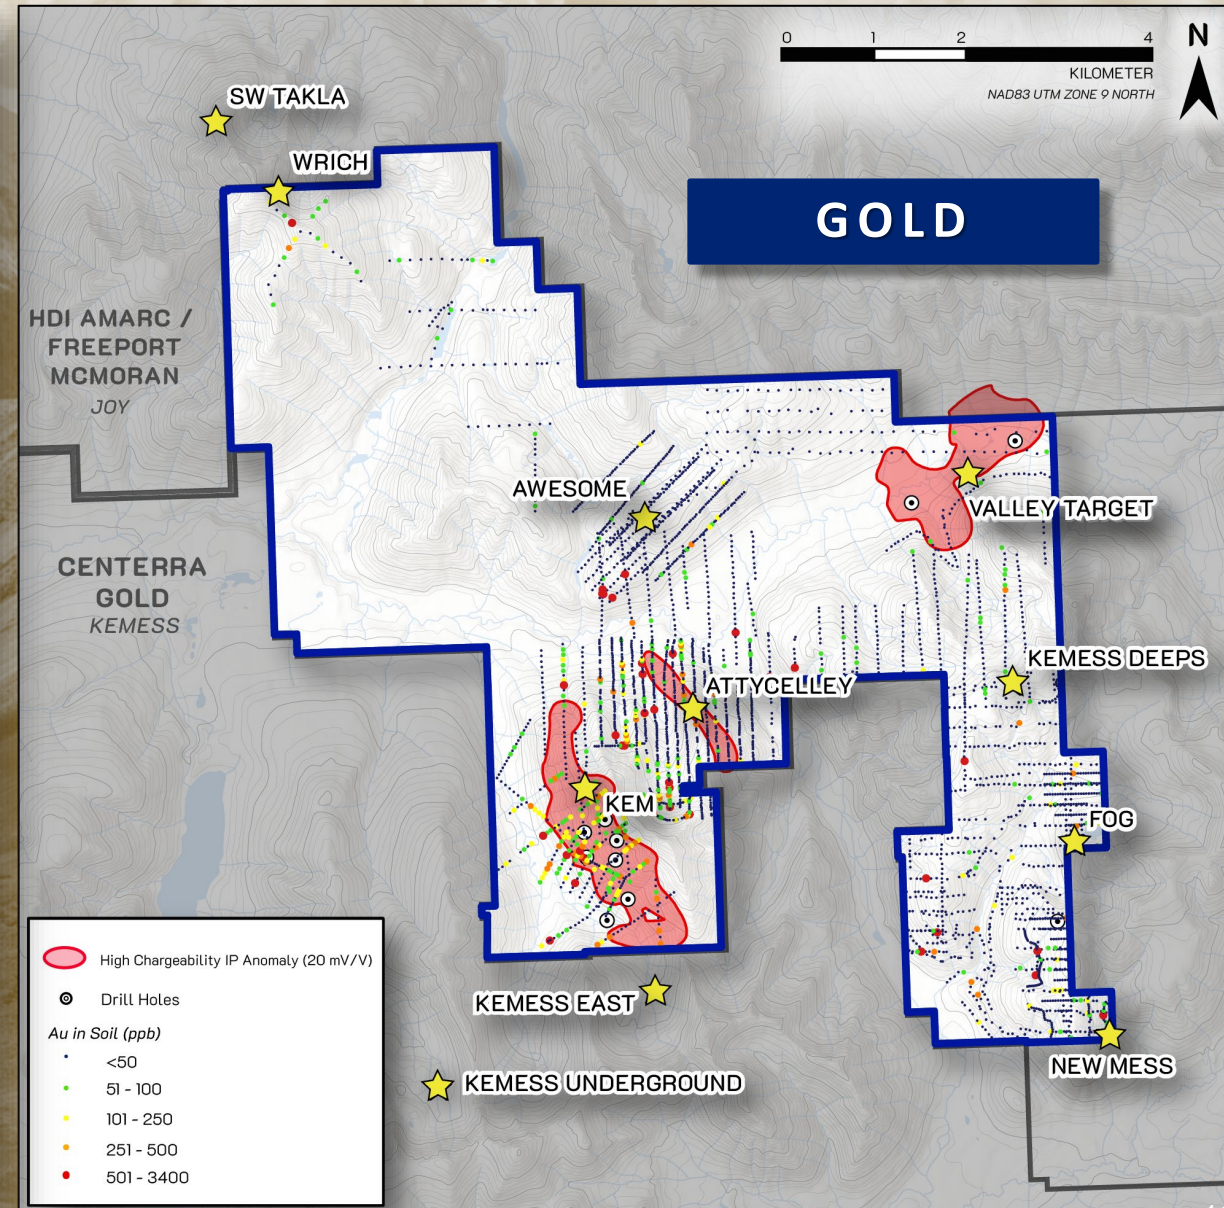 0 1 2 4
KILOMETER
NAD83 UTM ZONE 9 NORTH
N
SW TAKLA
WRICH
GOLD
HDI AMARC /
FREEPORT
MCMORAN
JOY
AWESOME
VALLEY TARGET
CENTERRA
GOLD
KEMESS
KEMESS DEEPS
ATTYCELLEY
KEM
FOG
KEMESS EAST
NEW MESS
KEMESS UNDERGROUND
High Chargeability IP Anomaly (20 mV/V)
Drill Holes
Au in Soil (ppb)
<50
51 - 100
101 - 250
251 - 500
501 - 3400